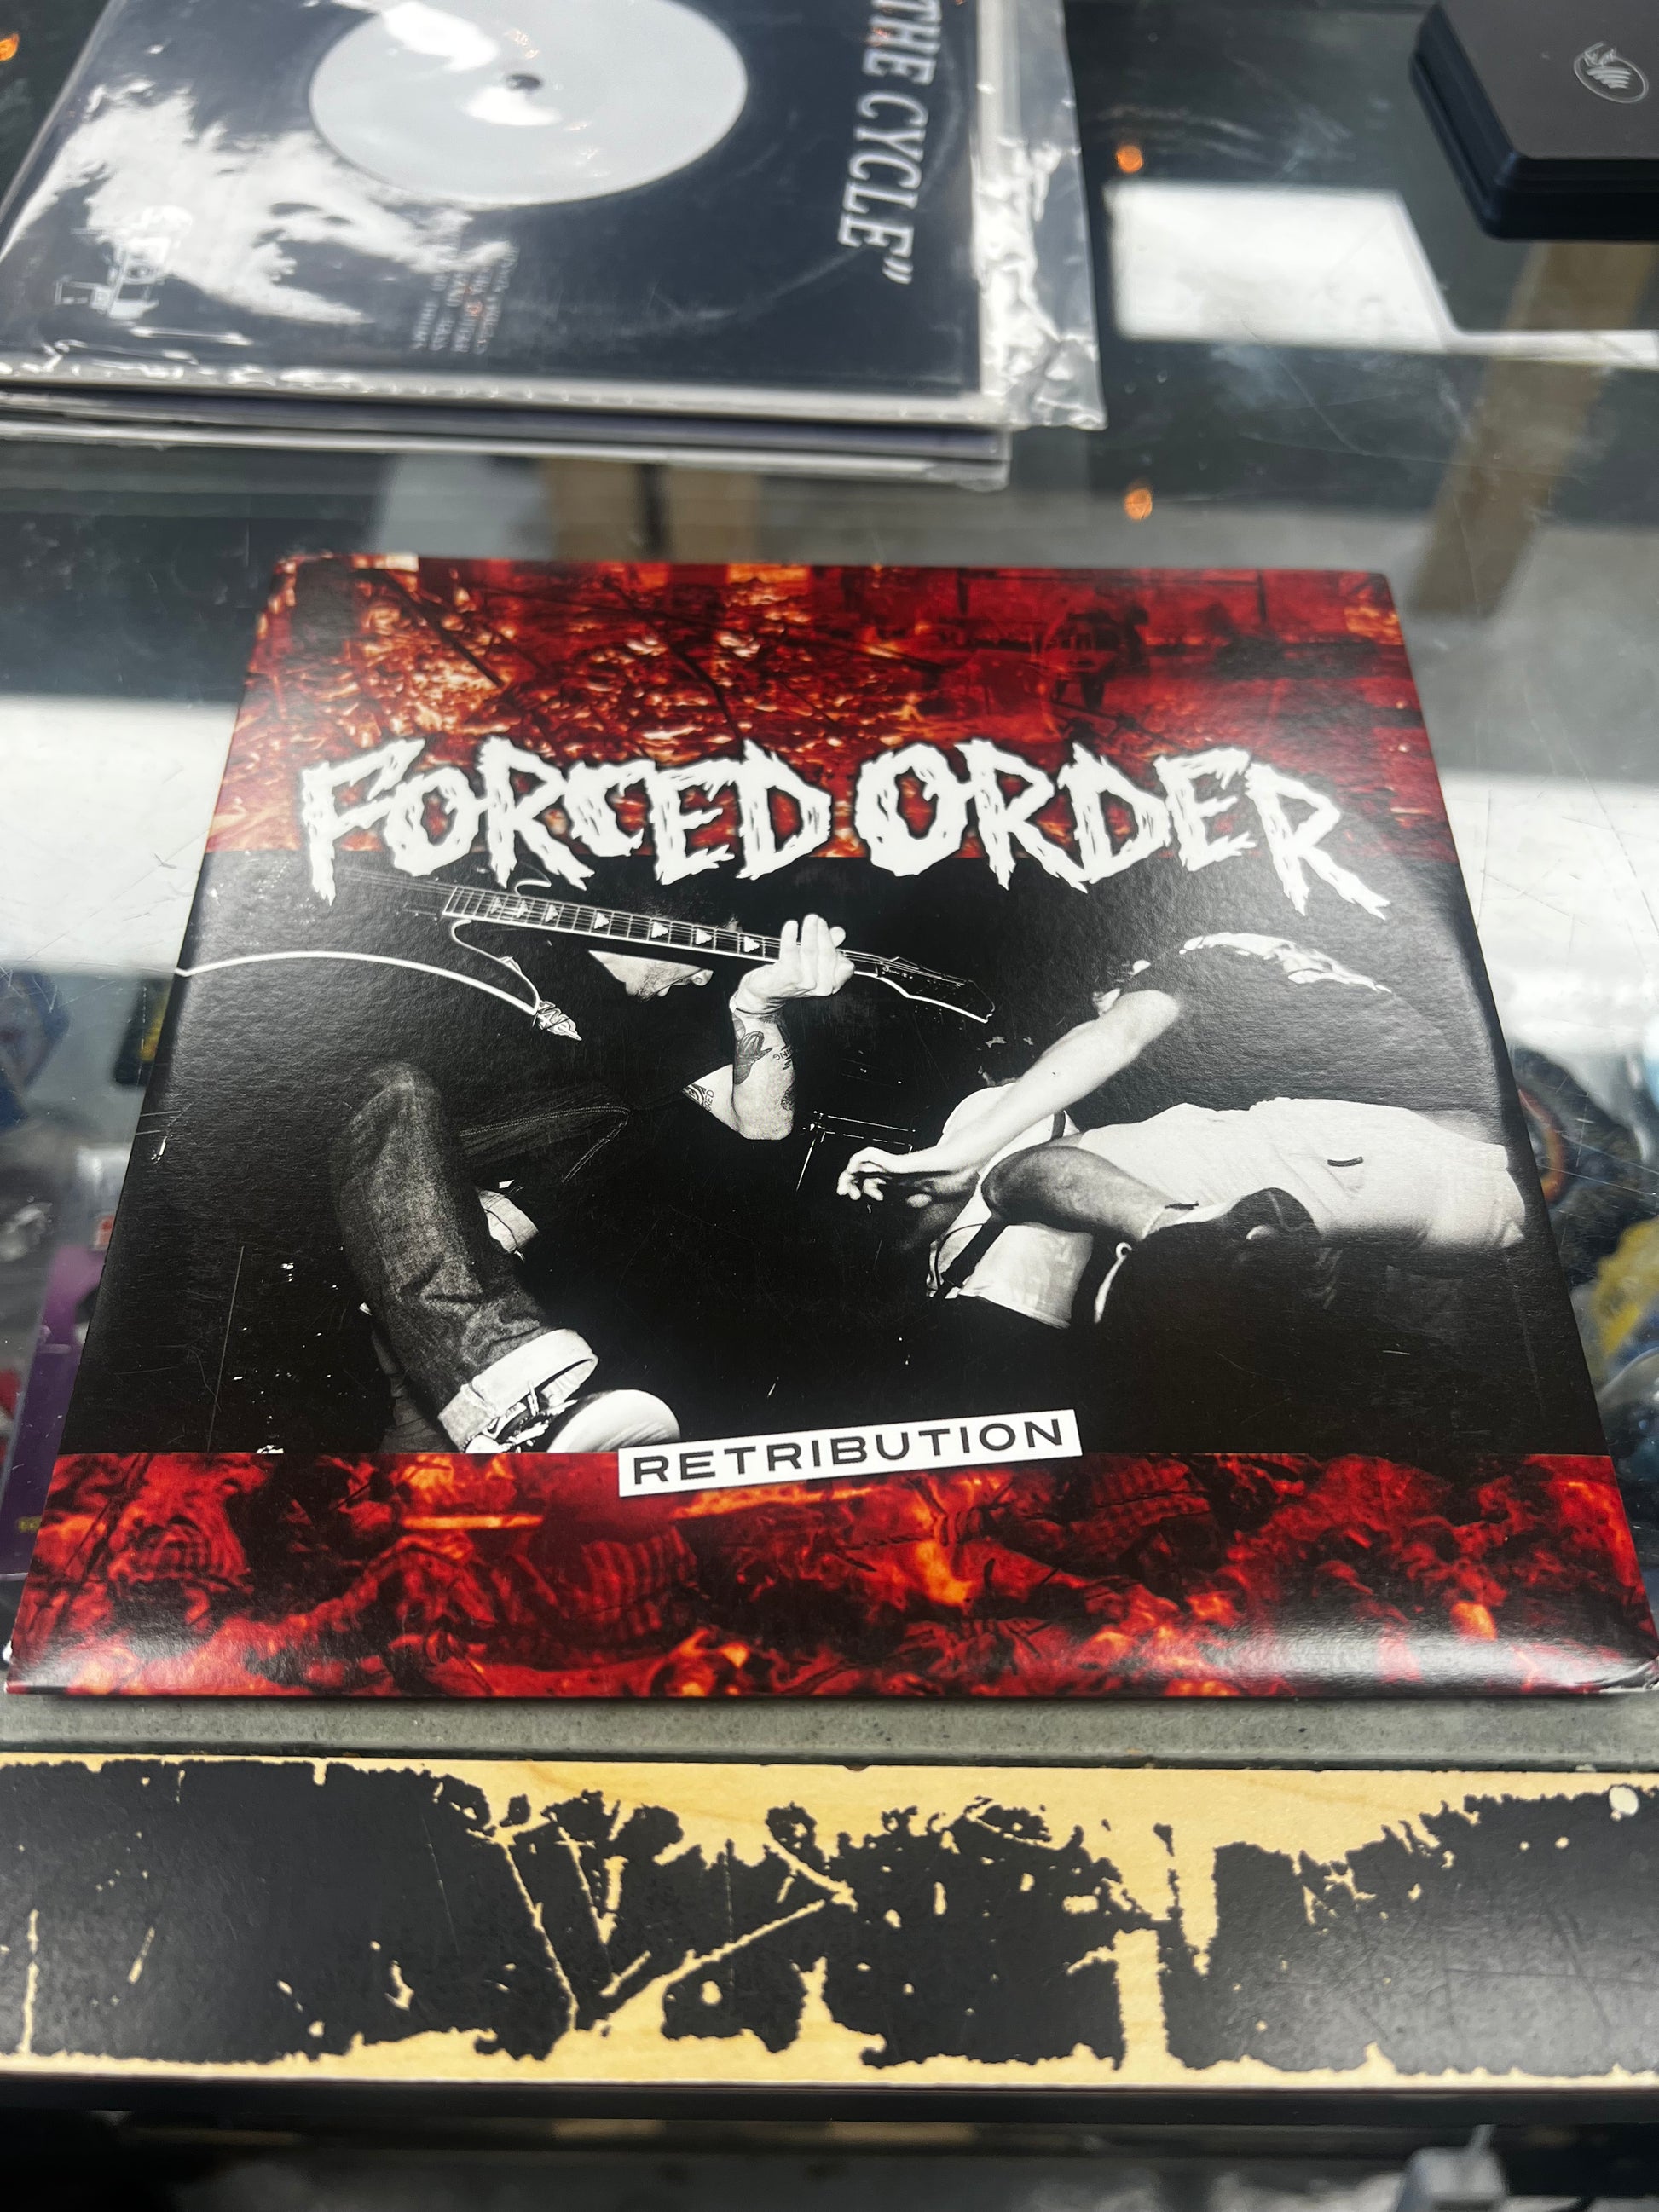 THE CYCLE”
FORCED ORDER
RETRIBUTION